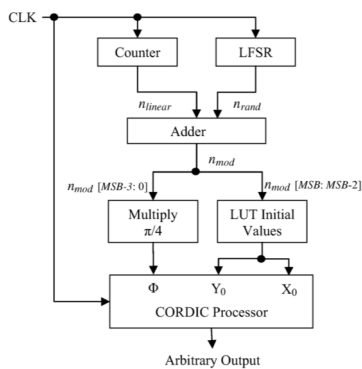 CLK
Counter
LFSR
n_linear
n_rand
Adder
n_mod
n_mod [MSB-3: 0]
n_mod [MSB: MSB-2]
Multiply
π/4
LUT Initial
Values
Φ
Y₀
X₀
CORDIC Processor
Arbitrary Output